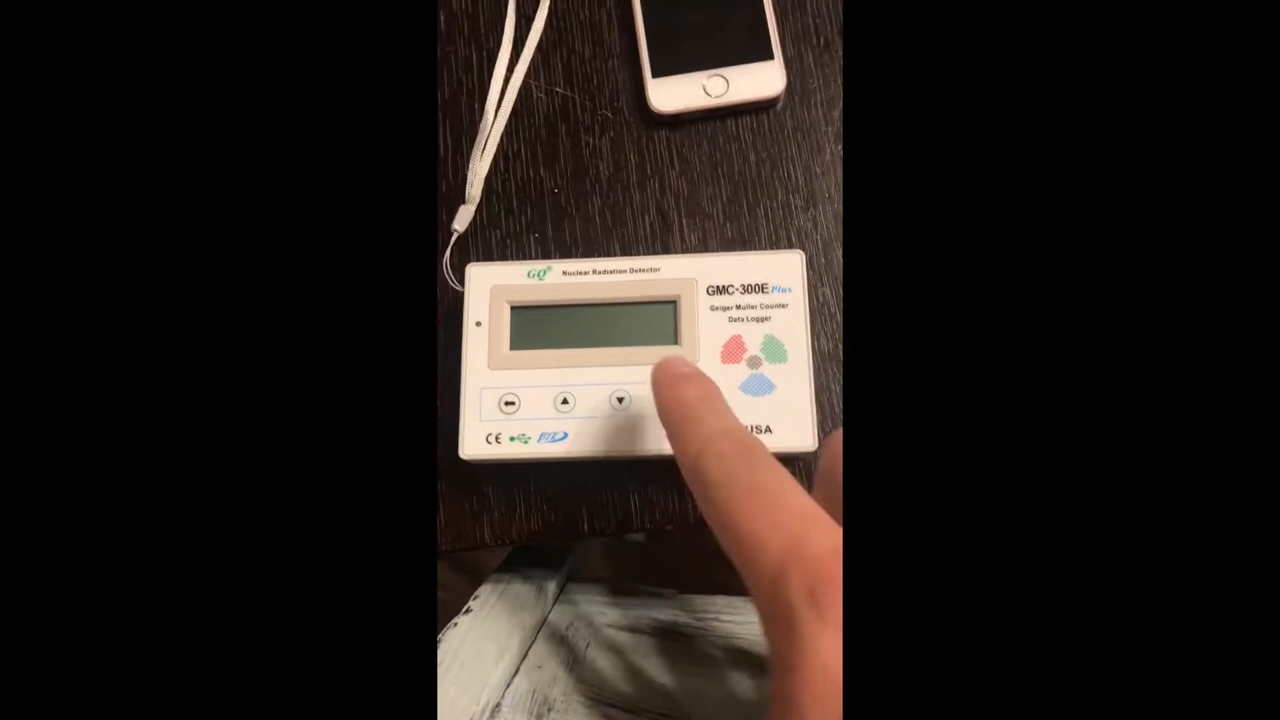 GQ® Nuclear Radiation Detector
GMC-300E Plus
Geiger Muller Counter
Data Logger
CE
USA